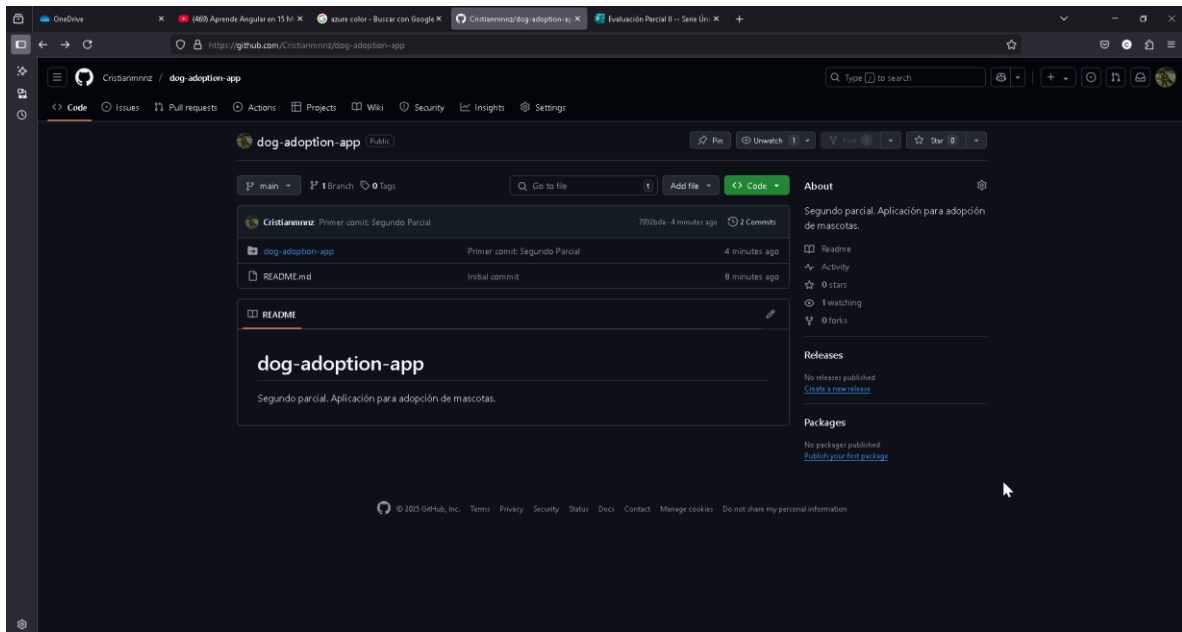 OneDrive
(469) Aprende Angular en 15 Mi
azure color - Buscar con Google
Cristianmnnz/dog-adoption-ap
Evaluación Parcial II -- Serie Úni
https://github.com/Cristianmnnz/dog-adoption-app
Cristianmnnz / dog-adoption-app
Type / to search
Code Issues Pull requests Actions Projects Wiki Security Insights Settings
dog-adoption-app Public
Pin Unwatch 1 Fork 0 Star 0
main 1 Branch 0 Tags Go to file t Add file Code
Cristianmnnz Primer comit: Segundo Parcial 4 minutes ago 2 Commits
dog-adoption-app Primer comit: Segundo Parcial 4 minutes ago
README.md Initial commit 8 minutes ago
README
dog-adoption-app
Segundo parcial. Aplicación para adopción de mascotas.
About
Segundo parcial. Aplicación para adopción
de mascotas.
Readme
Activity
0 stars
1 watching
0 forks
Releases
No releases published
Create a new release
Packages
No packages published
Publish your first package
© 2025 GitHub, Inc. Terms Privacy Security Status Docs Contact Manage cookies Do not share my personal information